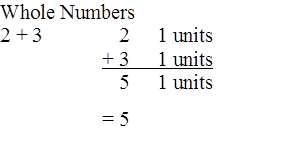 Whole Numbers
2 + 3 2 1 units
+ 3 1 units
5 1 units
= 5